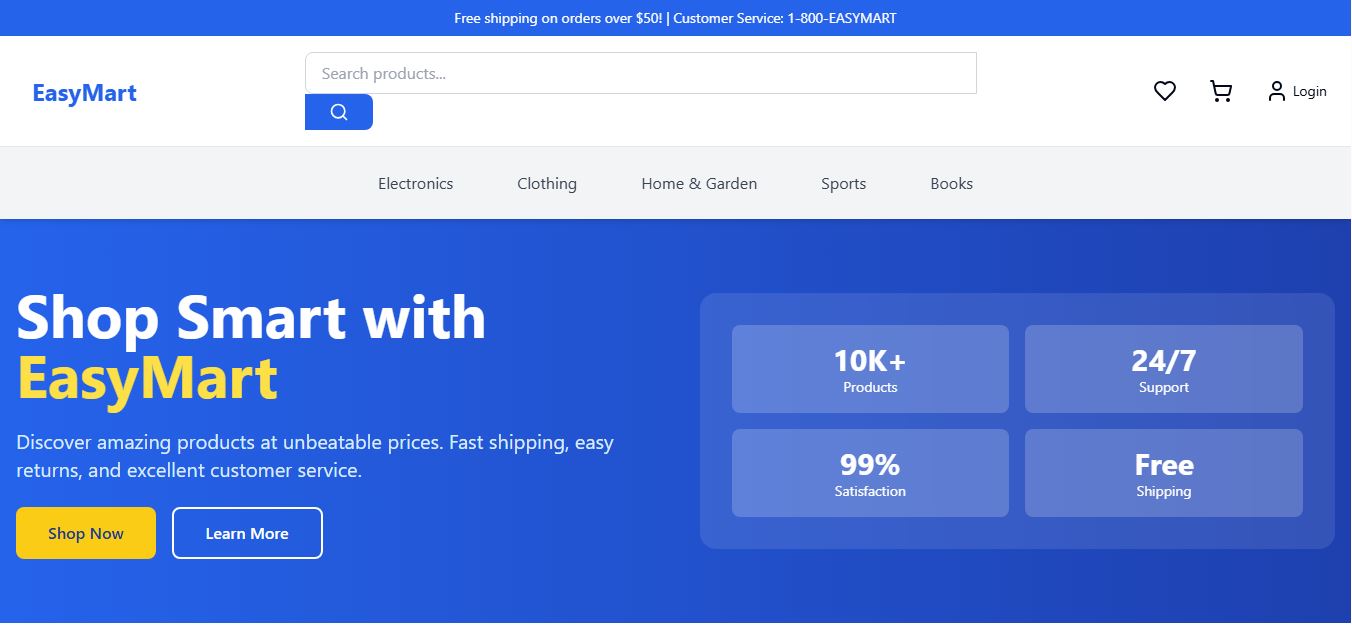 Free shipping on orders over $50! | Customer Service: 1-800-EASYMART
EasyMart
Search products...
Login
Electronics
Clothing
Home & Garden
Sports
Books
Shop Smart with
EasyMart
Discover amazing products at unbeatable prices. Fast shipping, easy
returns, and excellent customer service.
Shop Now
Learn More
10K+
Products
24/7
Support
99%
Satisfaction
Free
Shipping